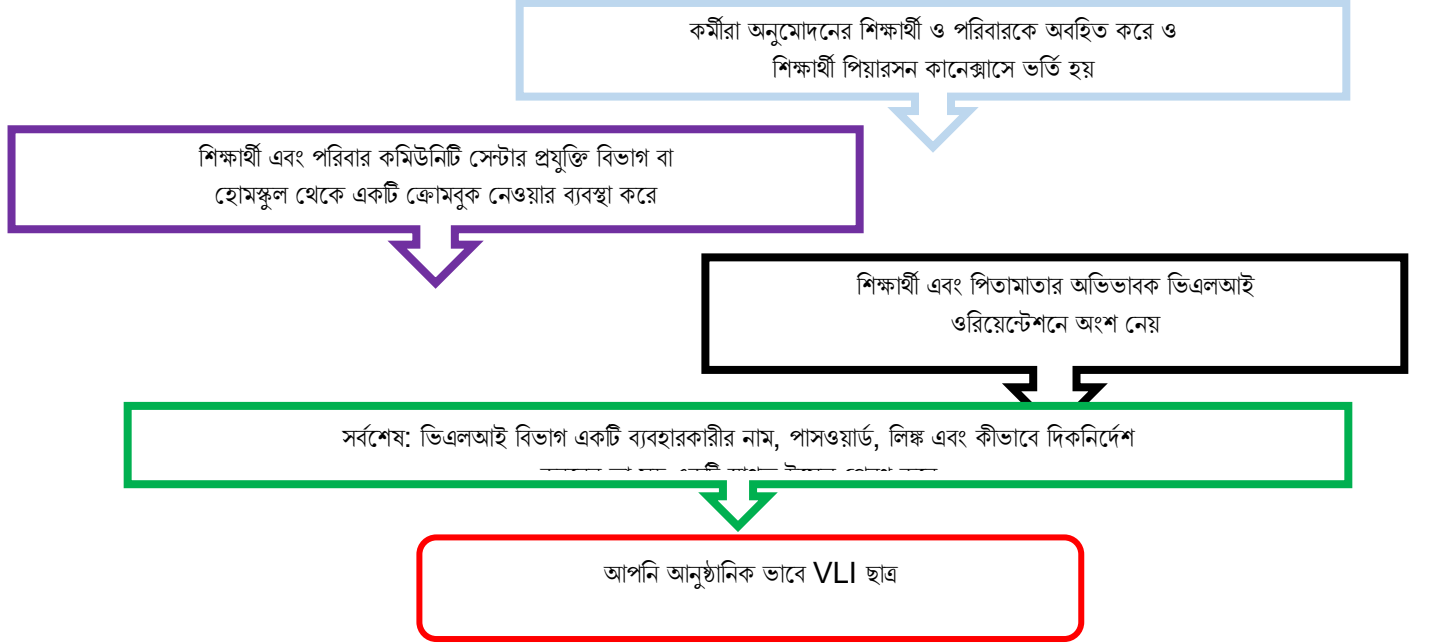 কর্মীরা অনুমোদনের শিক্ষার্থী ও পরিবারকে অবহিত করে ও
শিক্ষার্থী পিয়ারসন কানেক্সাসে ভর্তি হয়
শিক্ষার্থী এবং পরিবার কমিউনিটি সেন্টার প্রযুক্তি বিভাগ বা
হোমস্কুল থেকে একটি ক্রোমবুক নেওয়ার ব্যবস্থা করে
শিক্ষার্থী এবং পিতামাতার অভিভাবক ভিএলআই
ওরিয়েন্টেশনে অংশ নেয়
সর্বশেষ: ভিএলআই বিভাগ একটি ব্যবহারকারীর নাম, পাসওয়ার্ড, লিঙ্ক এবং কীভাবে দিকনির্দেশ
একটি
আপনি আনুষ্ঠানিক ভাবে VLI ছাত্র